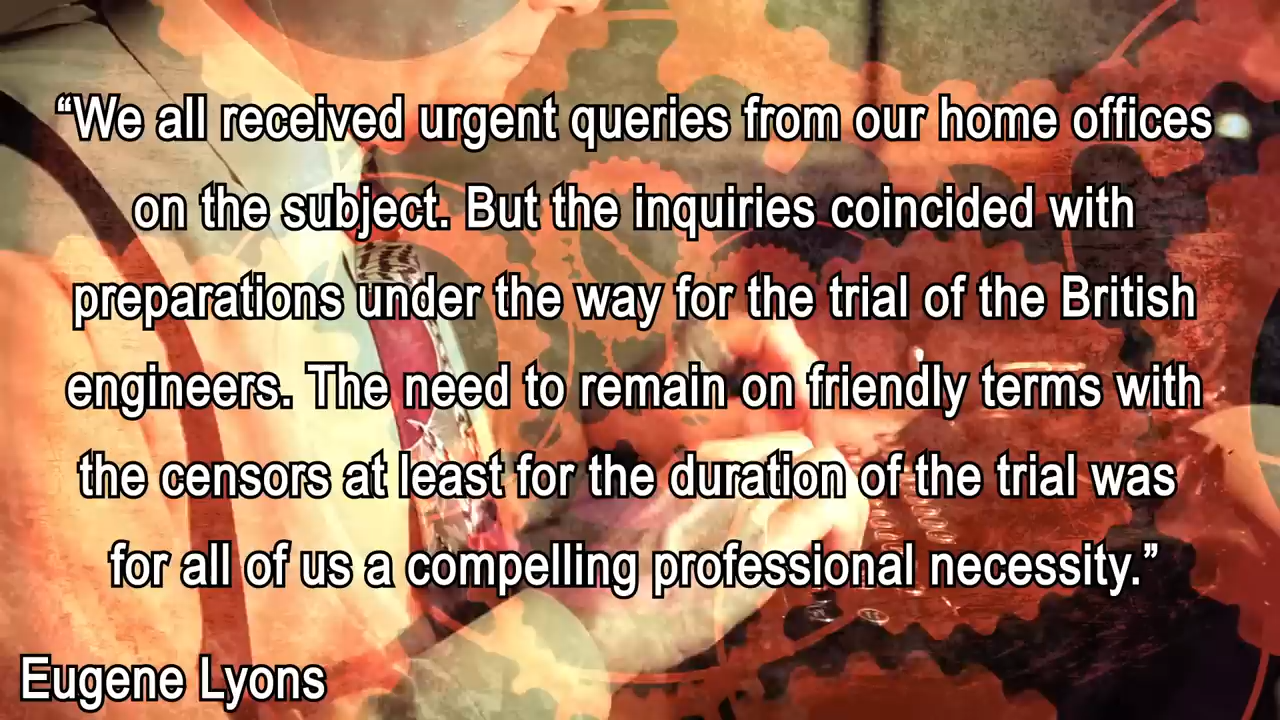 “We all received urgent queries from our home offices
on the subject. But the inquiries coincided with
preparations under the way for the trial of the British
engineers. The need to remain on friendly terms with
the censors at least for the duration of the trial was
for all of us a compelling professional necessity.”
Eugene Lyons